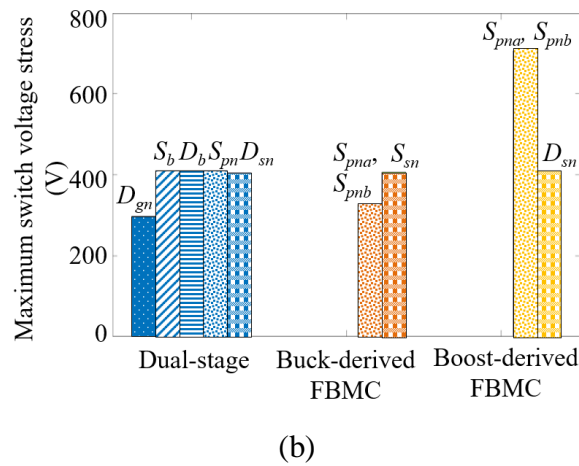 Maximum switch voltage stress
(V)
800
600
400
200
0
D_gn
S_b D_b S_pn D_sn
S_pna, S_sn
S_pnb
S_pna, S_pnb
D_sn
Dual-stage
Buck-derived
FBMC
Boost-derived
FBMC
(b)